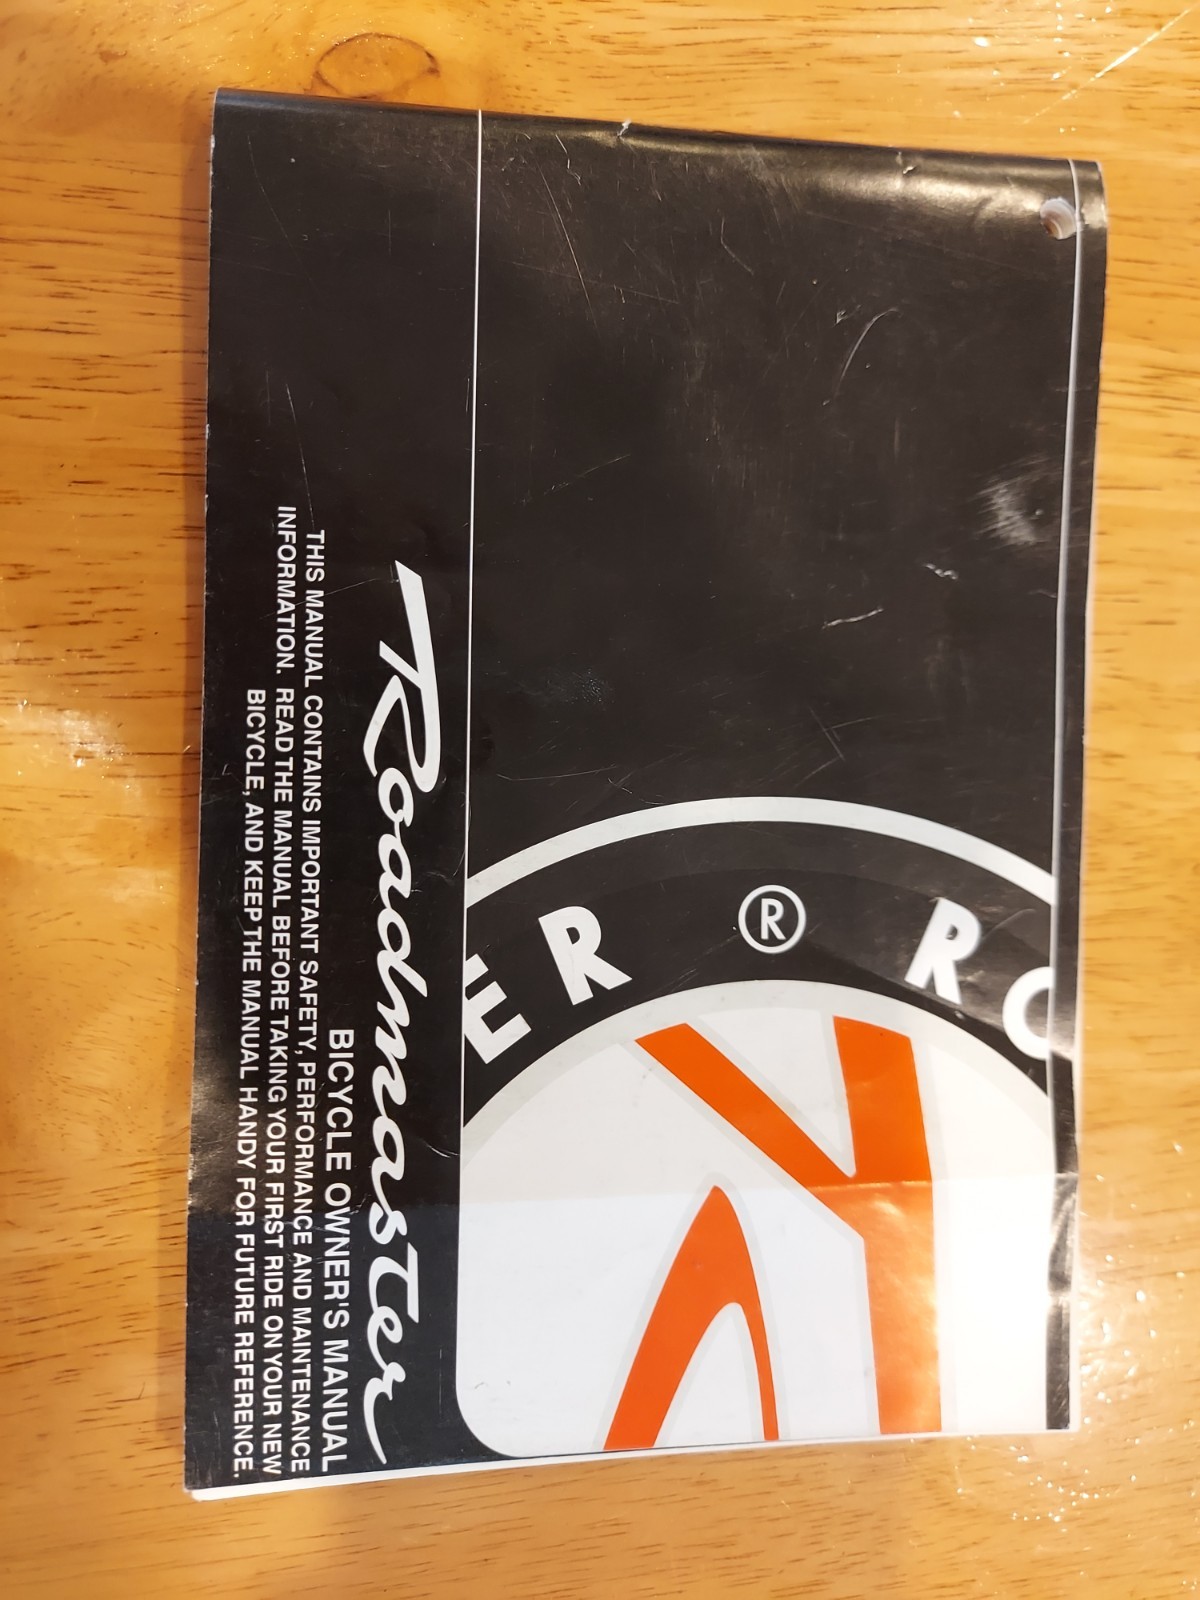 ER ® RO
Roadmaster
BICYCLE OWNER'S MANUAL
THIS MANUAL CONTAINS IMPORTANT SAFETY, PERFORMANCE AND MAINTENANCE
INFORMATION. READ THE MANUAL BEFORE TAKING YOUR FIRST RIDE ON YOUR NEW
BICYCLE, AND KEEP THE MANUAL HANDY FOR FUTURE REFERENCE.